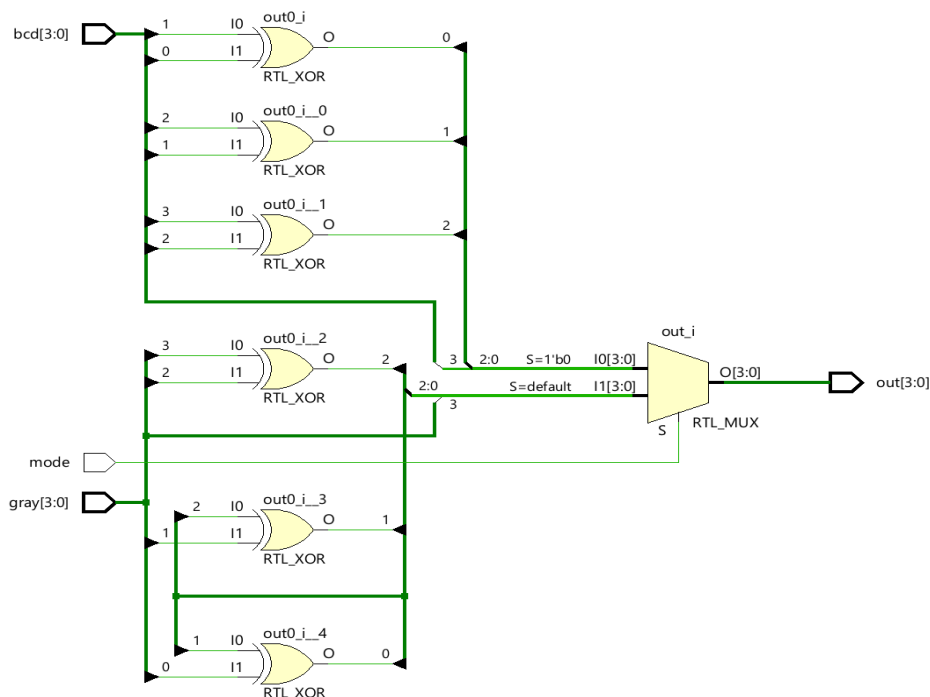 out0_i
bcd[3:0]
1 I0 O 0
0 I1
RTL_XOR
out0_i__0
2 I0 O 1
1 I1
RTL_XOR
out0_i__1
3 I0 O 2
2 I1
RTL_XOR
out_i
out0_i__2
3 I0 O 2
2 I1
RTL_XOR
3 2:0 S=1'b0 I0[3:0]
O[3:0]
out[3:0]
2:0 S=default I1[3:0]
3
S RTL_MUX
mode
gray[3:0]
out0_i__3
2 I0 O 1
1 I1
RTL_XOR
out0_i__4
1 I0 O 0
0 I1
RTL_XOR